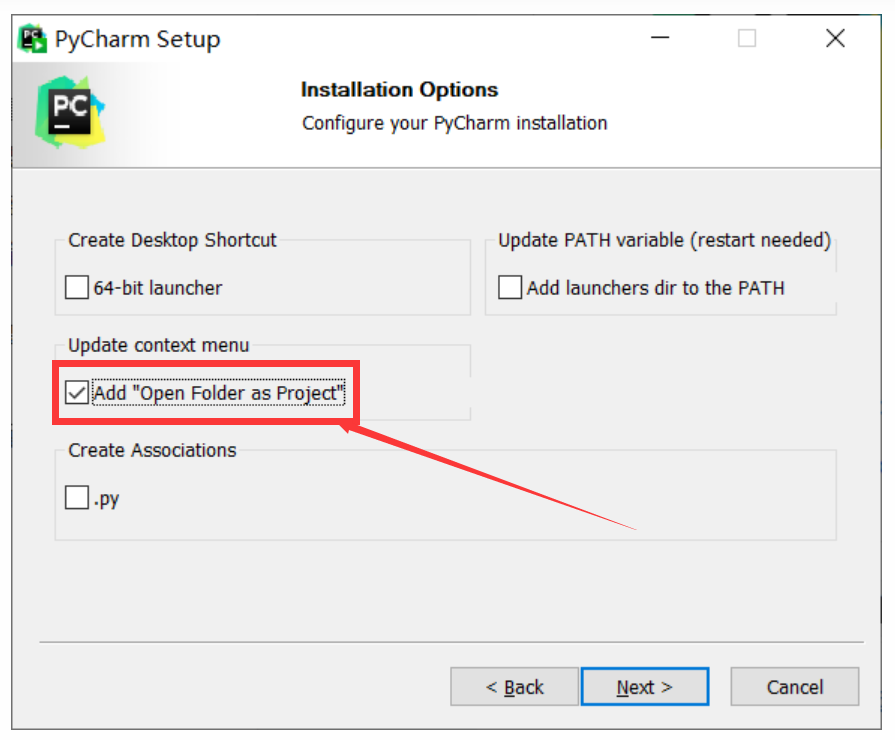 PyCharm Setup
PC
Installation Options
Configure your PyCharm installation
Create Desktop Shortcut
64-bit launcher
Update PATH variable (restart needed)
Add launchers dir to the PATH
Update context menu
Add "Open Folder as Project"
Create Associations
.py
< Back
Next >
Cancel